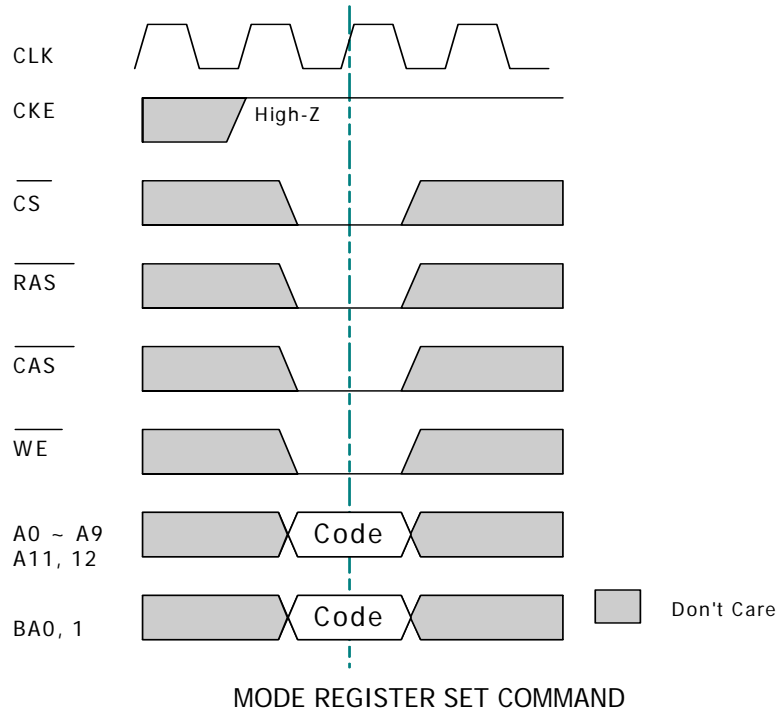 CLK
CKE
High-Z
CS
RAS
CAS
WE
A0 ~ A9
A11, 12
Code
BA0, 1
Code
Don't Care
MODE REGISTER SET COMMAND